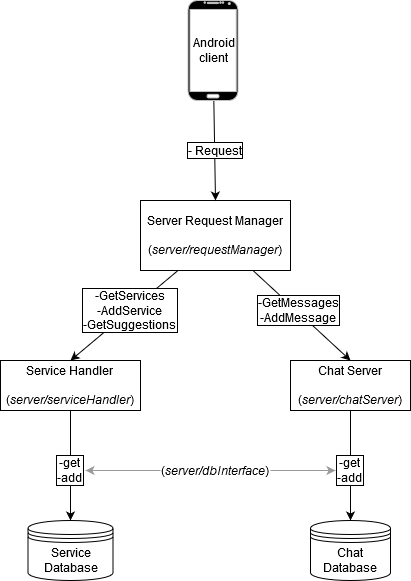 Android
client
- Request
Server Request Manager
(server/requestManager)
-GetServices
-AddService
-GetSuggestions
-GetMessages
-AddMessage
Service Handler
(server/serviceHandler)
Chat Server
(server/chatServer)
-get
-add
(server/dbInterface)
-get
-add
Service
Database
Chat
Database